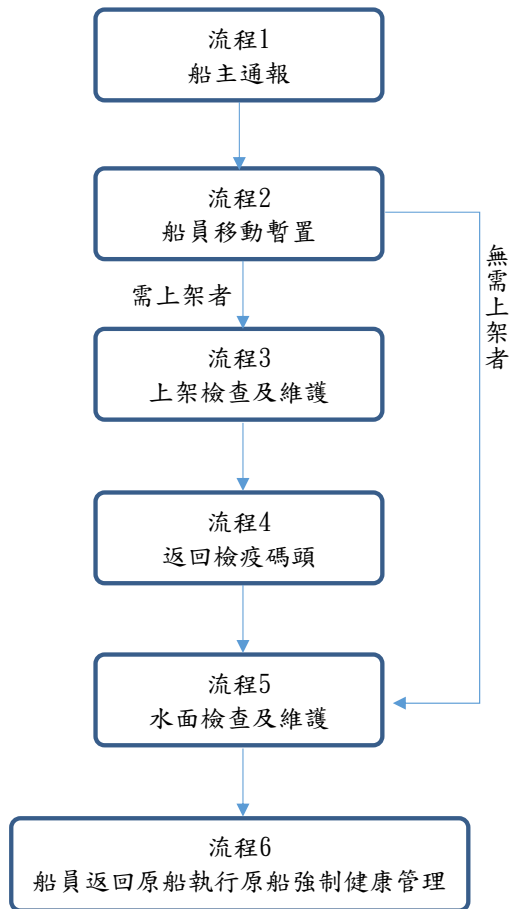 流程1
船主通報
流程2
船員移動暫置
需上架者
無需上架者
流程3
上架檢查及維護
流程4
返回檢疫碼頭
流程5
水面檢查及維護
流程6
船員返回原船執行原船強制健康管理